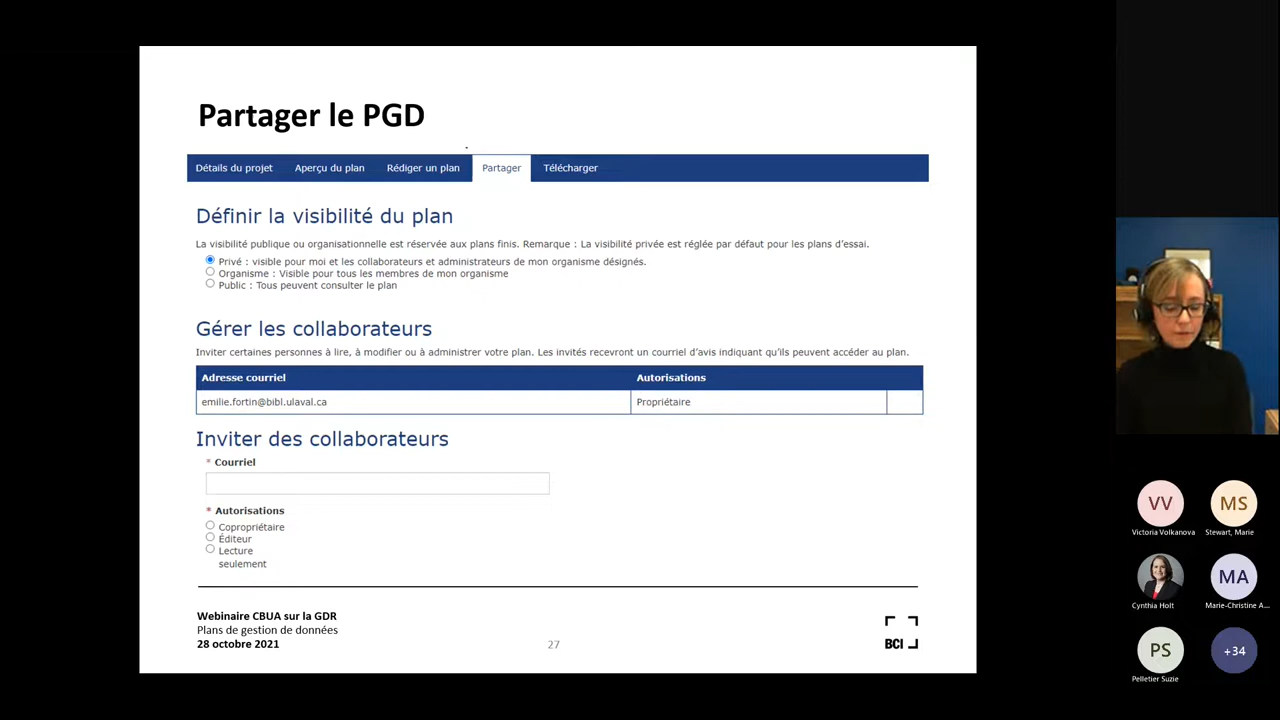 Partager le PGD
Détails du projet
Aperçu du plan
Rédiger un plan
Partager
Télécharger
Définir la visibilité du plan
La visibilité publique ou organisationnelle est réservée aux plans finis. Remarque : La visibilité privée est réglée par défaut pour les plans d’essai.
Privé : visible pour moi et les collaborateurs et administrateurs de mon organisme désignés.
Organisme : Visible pour tous les membres de mon organisme
Public : Tous peuvent consulter le plan
Gérer les collaborateurs
Inviter certaines personnes à lire, à modifier ou à administrer votre plan. Les invités recevront un courriel d’avis indiquant qu’ils peuvent accéder au plan.
Adresse courriel
Autorisations
emilie.fortin@bibl.ulaval.ca
Propriétaire
Inviter des collaborateurs
* Courriel
* Autorisations
Copropriétaire
Éditeur
Lecture
seulement
Webinaire CBUA sur la GDR
Plans de gestion de données
28 octobre 2021
27
BCI
VV
Victoria Volkanova
MS
Stewart, Marie
Cynthia Holt
MA
Marie-Christine A...
PS
Pelletier Suzie
+34